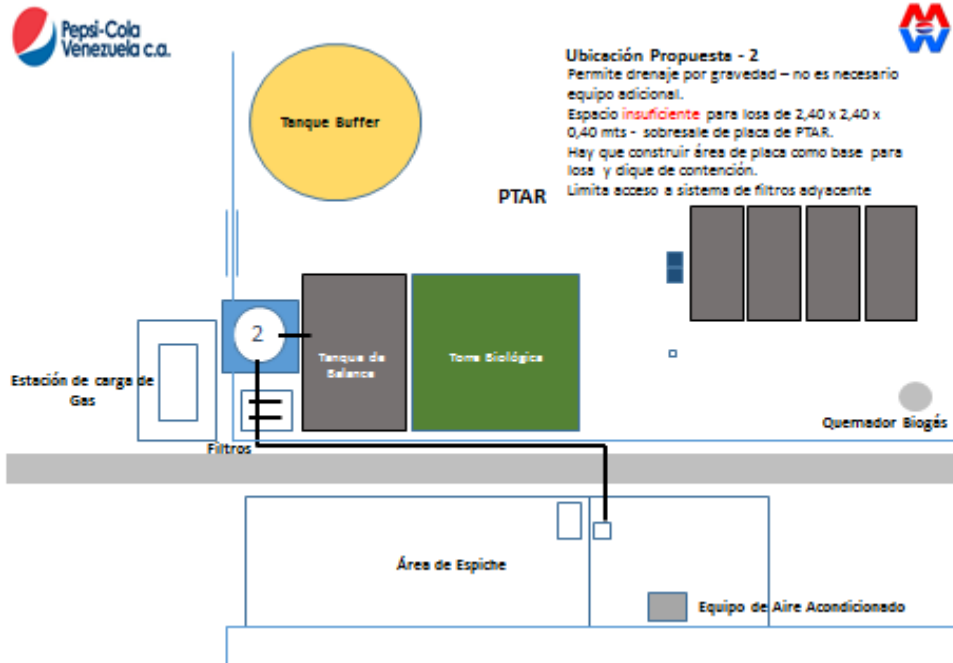 Pepsi-Cola
Venezuela c.a.
Ubicación Propuesta - 2
Permite drenaje por gravedad – no es necesario
equipo adicional.
Espacio insuficiente para losa de 2,40 x 2,40 x
0,40 mts - sobresale de placa de PTAR.
Hay que construir área de placa como base para
losa y dique de contención.
Limita acceso a sistema de filtros adyacente
Tanque Buffer
PTAR
2
Tanque de
Balance
Torre Biológica
Estación de carga de
Gas
Quemador Biogás
Filtros
Área de Espiche
Equipo de Aire Acondicionado